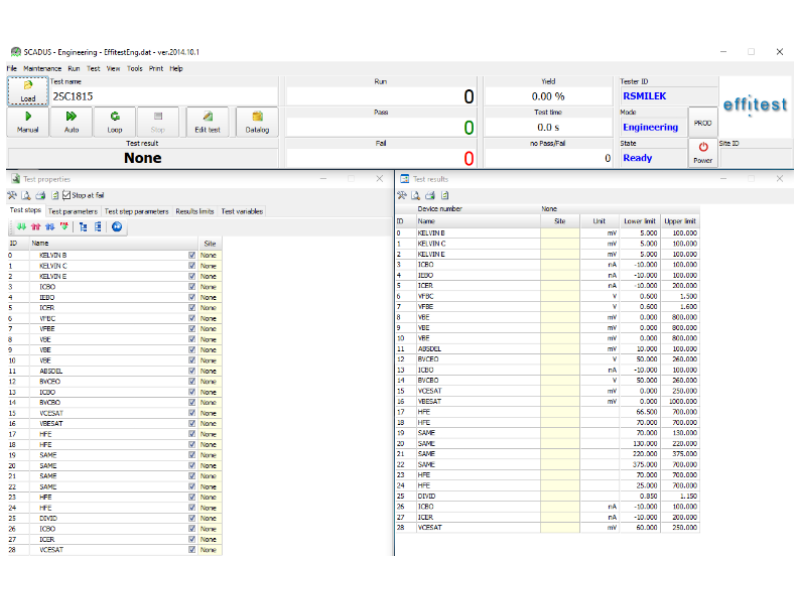 SCADUS - Engineering - EffitestEng.dat - ver.2014.10.1
File Maintenance Run Test View Tools Print Help
Load
Test name
2SC1815
Manual
Auto
Loop
Stop
Edit test
Datalog
Test result
None
Run
0
Pass
0
Fail
0
Yield
0.00 %
Test time
0.0 s
no Pass/Fail
0
Tester ID
RSMILEK
Mode
Engineering
PROD
State
Ready
Power
effitest
Site ID
Test properties
Stop at fail
Test steps Test parameters Test step parameters Results limits Test variables
ID Name Site
0 KELVIN B None
1 KELVIN C None
2 KELVIN E None
3 ICBO None
4 IEBO None
5 ICER None
6 VFBC None
7 VFBE None
8 VBE None
9 VBE None
10 VBE None
11 ABSDEL None
12 BVCEO None
13 ICBO None
14 BVCBO None
15 VCESAT None
16 VBESAT None
17 HFE None
18 HFE None
19 SAME None
20 SAME None
21 SAME None
22 SAME None
23 HFE None
24 HFE None
25 DIVID None
26 ICBO None
27 ICER None
28 VCESAT None
Test results
Device number None
ID Name Site Unit Lower limit Upper limit
0 KELVIN B mV 5.000 100.000
1 KELVIN C mV 5.000 100.000
2 KELVIN E mV 5.000 100.000
3 ICBO nA -10.000 100.000
4 IEBO nA -10.000 100.000
5 ICER nA -10.000 200.000
6 VFBC V 0.600 1.500
7 VFBE V 0.600 1.600
8 VBE mV 0.000 800.000
9 VBE mV 0.000 800.000
10 VBE mV 0.000 800.000
11 ABSDEL mV 10.000 100.000
12 BVCEO V 50.000 260.000
13 ICBO nA -10.000 100.000
14 BVCBO V 50.000 260.000
15 VCESAT mV 0.000 250.000
16 VBESAT mV 0.000 1000.000
17 HFE 66.500 700.000
18 HFE 70.000 700.000
19 SAME 70.000 130.000
20 SAME 130.000 220.000
21 SAME 220.000 375.000
22 SAME 375.000 700.000
23 HFE 70.000 700.000
24 HFE 25.000 700.000
25 DIVID 0.850 1.150
26 ICBO nA -10.000 100.000
27 ICER nA -10.000 200.000
28 VCESAT mV 60.000 250.000